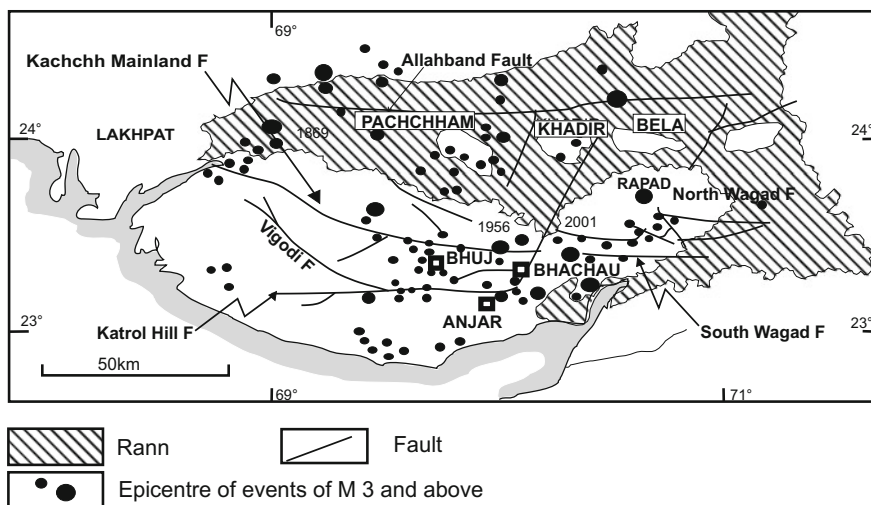 69°
Kachchh Mainland F
Allahband Fault
24°
LAKHPAT
1869
PACHCHHAM
KHADIR
BELA
24°
RAPAD
North Wagad F
1956
2001
Vigodi F
BHUJ
BHACHAU
Katrol Hill F
23°
ANJAR
South Wagad F
23°
50km
69°
71°
Rann
Fault
Epicentre of events of M 3 and above